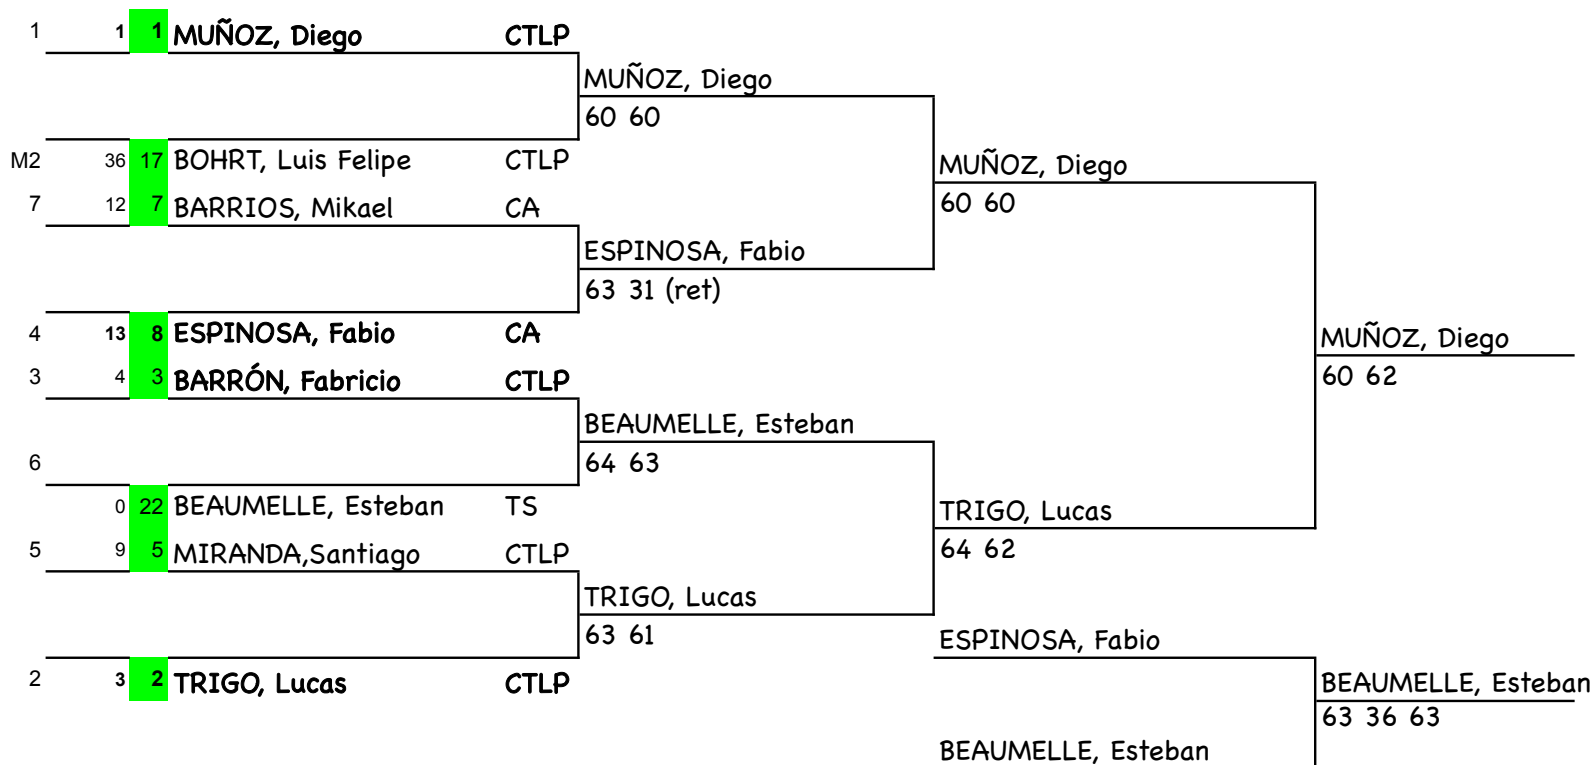 1 1 1 MUÑOZ, Diego CTLP
MUÑOZ, Diego
60 60
M2 36 17 BOHRT, Luis Felipe CTLP
MUÑOZ, Diego
7 12 7 BARRIOS, Mikael CA
60 60
ESPINOSA, Fabio
63 31 (ret)
4 13 8 ESPINOSA, Fabio CA
MUÑOZ, Diego
3 4 3 BARRÓN, Fabricio CTLP
60 62
BEAUMELLE, Esteban
6
64 63
0 22 BEAUMELLE, Esteban TS
TRIGO, Lucas
5 9 5 MIRANDA,Santiago CTLP
64 62
TRIGO, Lucas
63 61
ESPINOSA, Fabio
2 3 2 TRIGO, Lucas CTLP
BEAUMELLE, Esteban
63 36 63
BEAUMELLE, Esteban